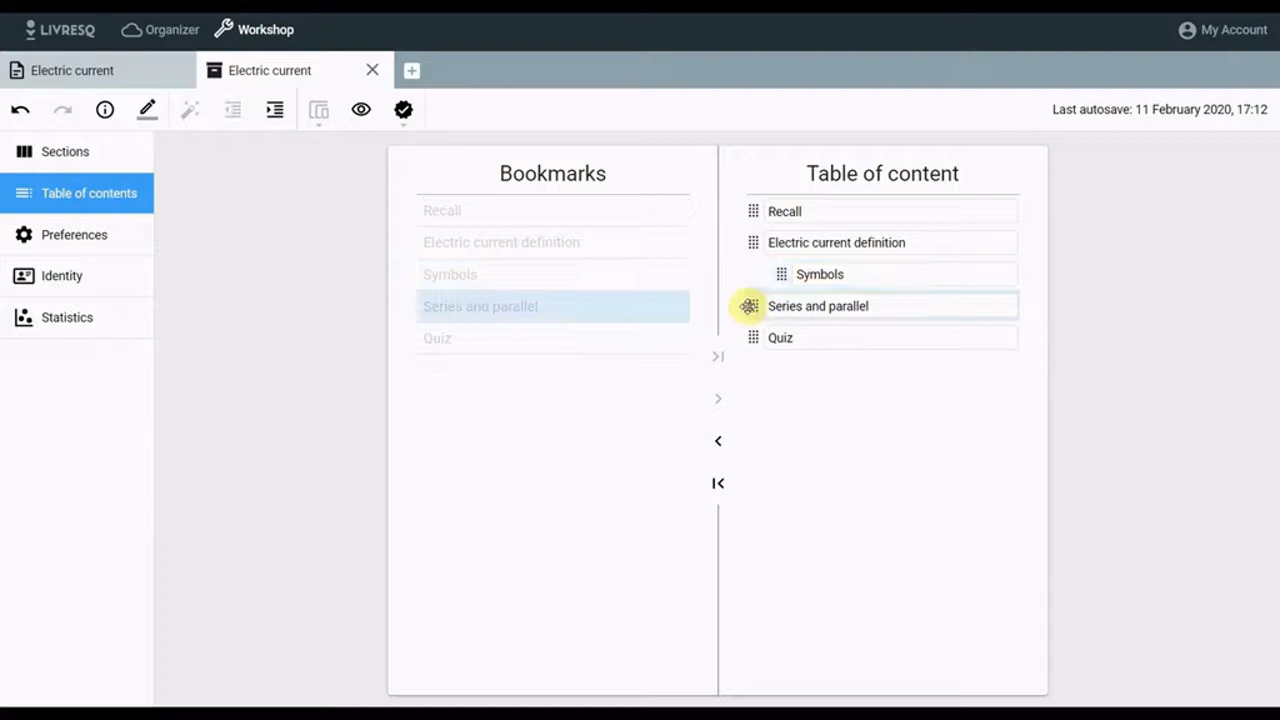 LIVRESQ
Organizer
Workshop
My Account
Electric current
Electric current
Last autosave: 11 February 2020, 17:12
Sections
Table of contents
Preferences
Identity
Statistics
Bookmarks
Recall
Electric current definition
Symbols
Series and parallel
Quiz
Table of content
Recall
Electric current definition
Symbols
Series and parallel
Quiz